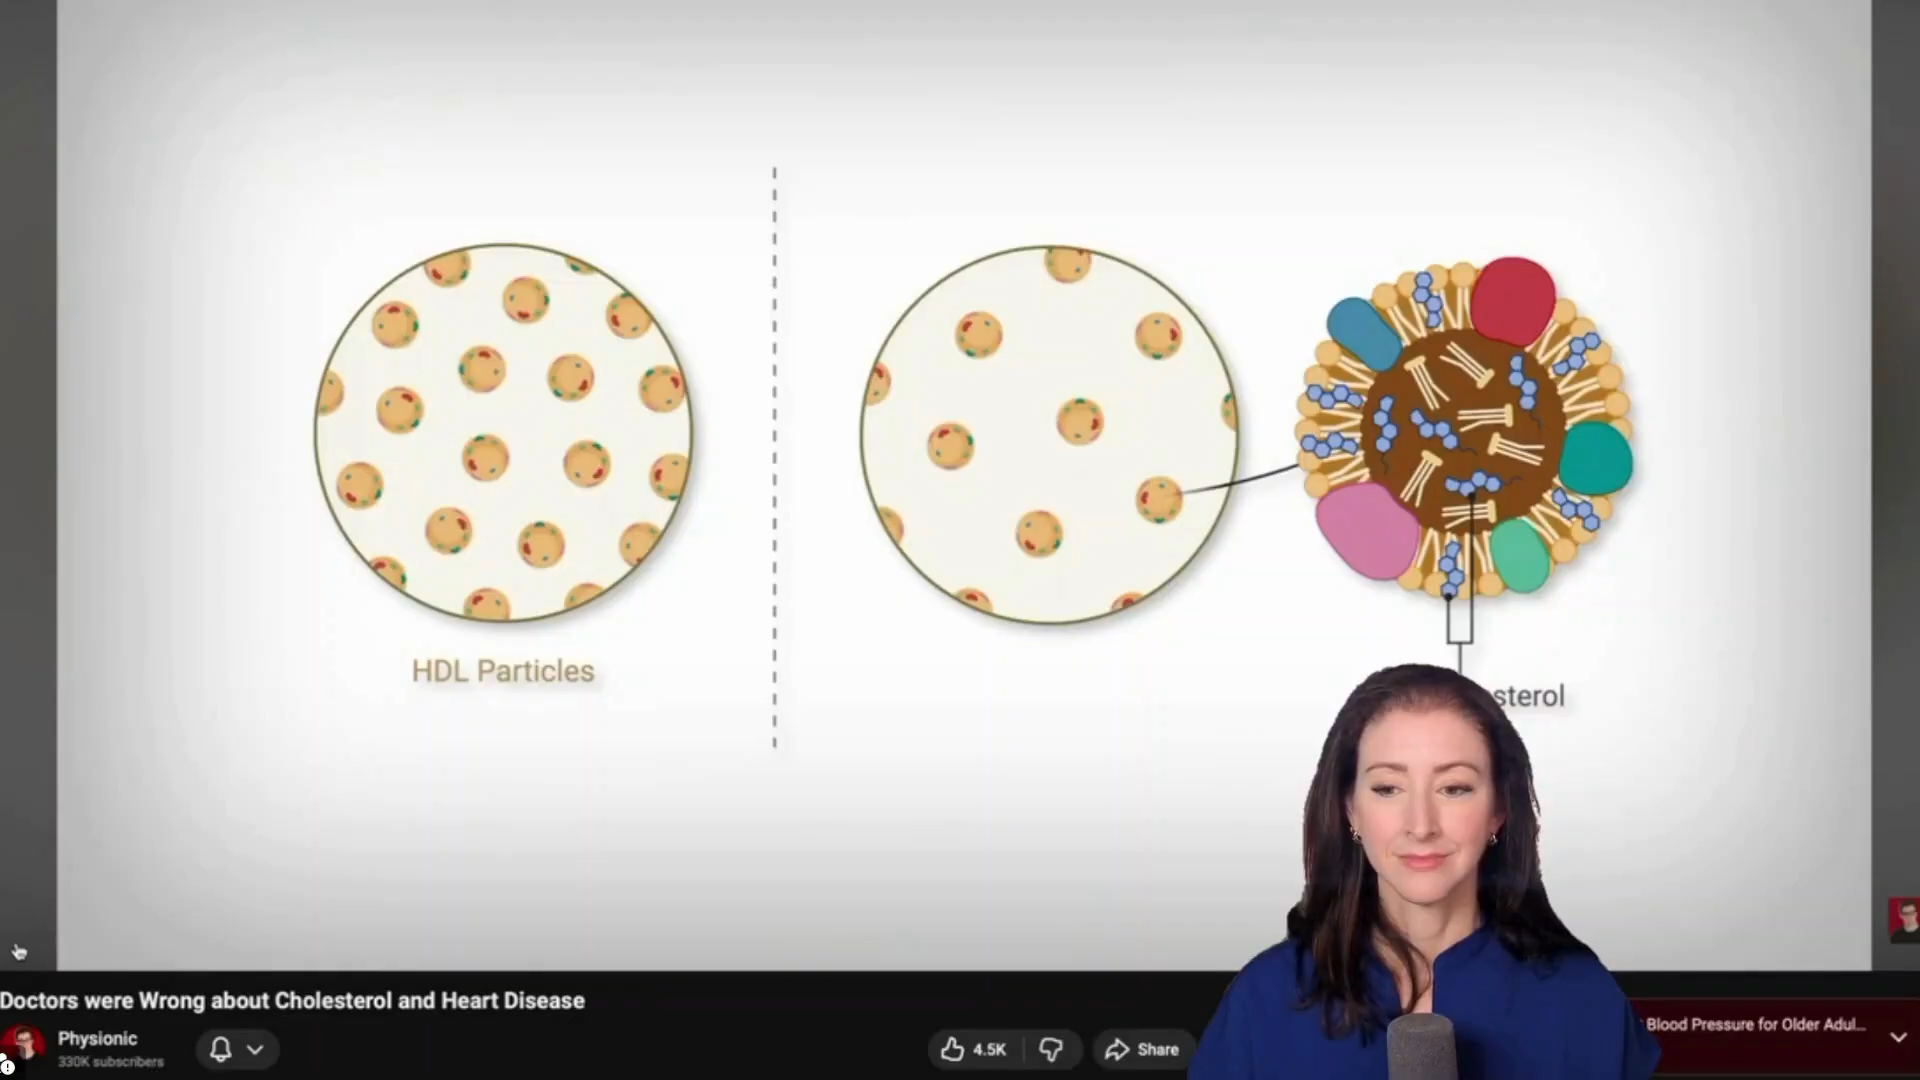 HDL Particles
sterol
Doctors were Wrong about Cholesterol and Heart Disease
Physionic
330K subscribers
4.5K
Share
Blood Pressure for Older Adul...